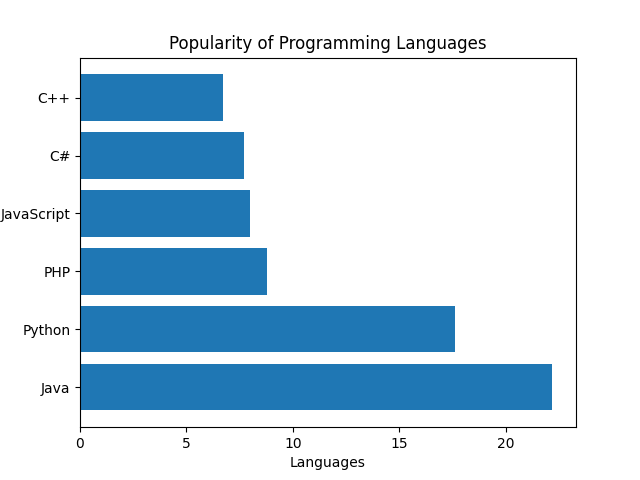 Popularity of Programming Languages
C++
C#
JavaScript
PHP
Python
Java
0 5 10 15 20
Languages